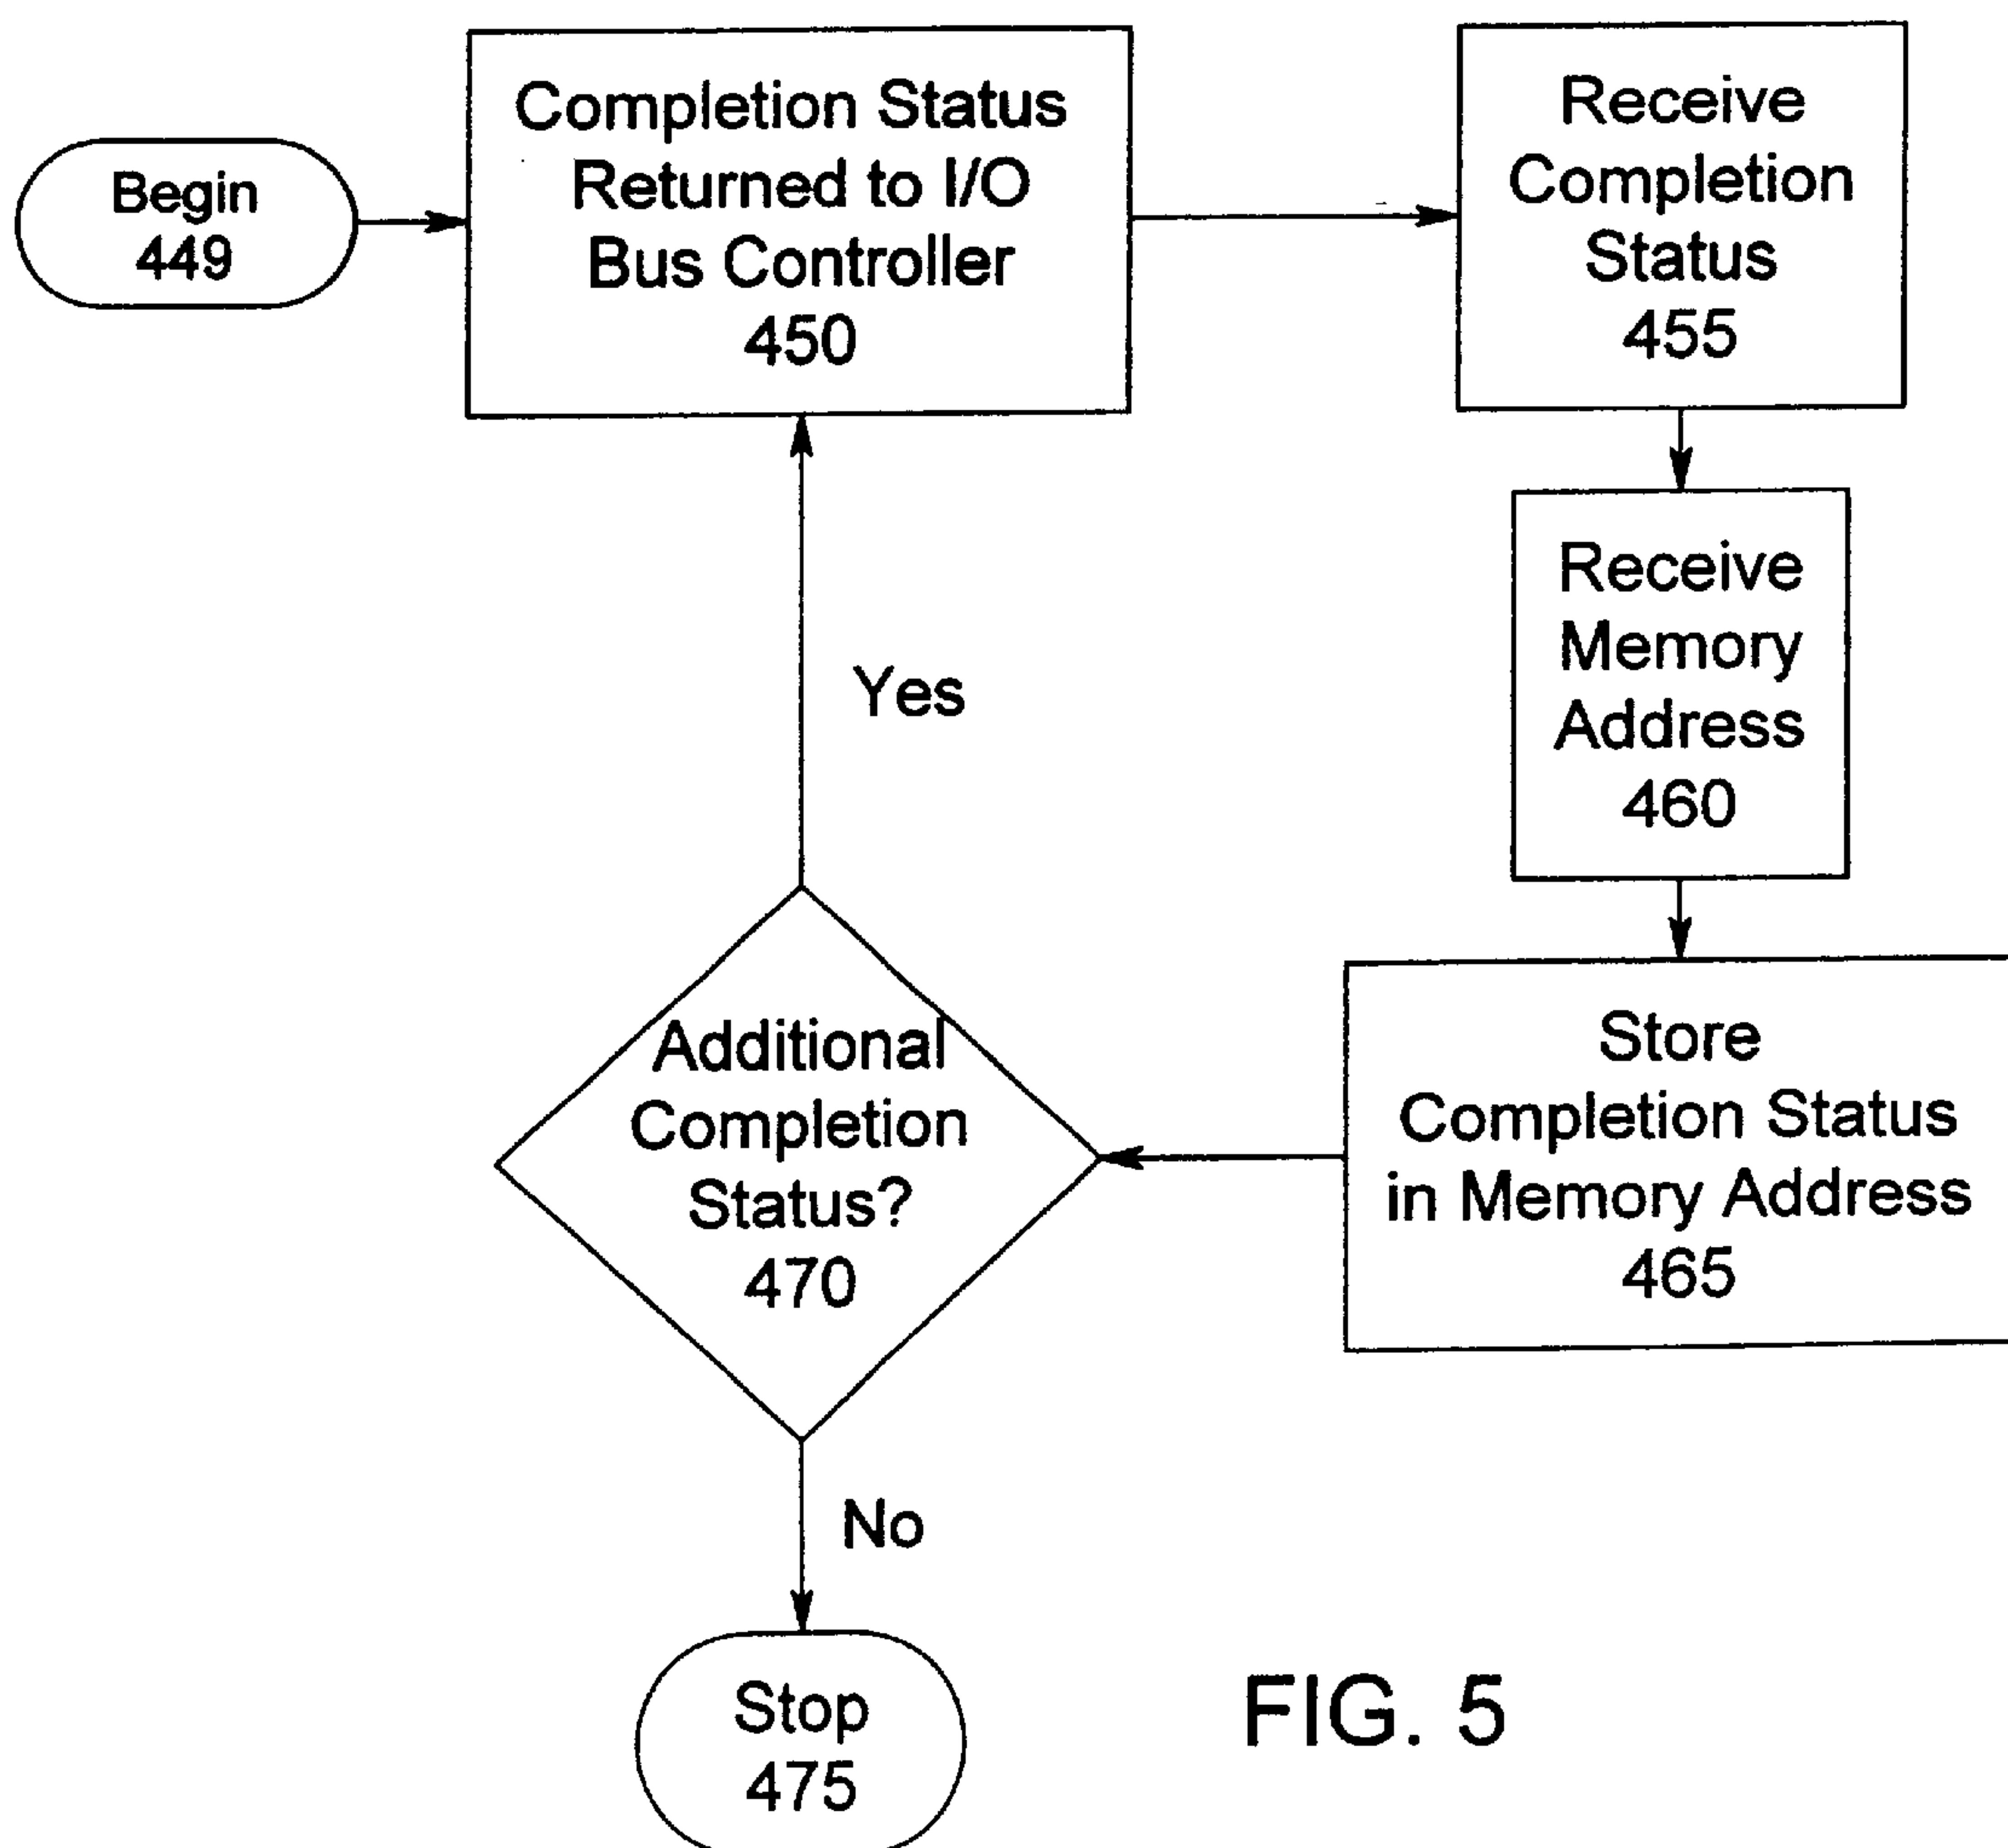 Begin
449
Completion Status
Returned to I/O
Bus Controller
450
Receive
Completion
Status
455
Receive
Memory
Address
460
Store
Completion Status
in Memory Address
465
Additional
Completion
Status?
470
Yes
No
Stop
475
FIG. 5